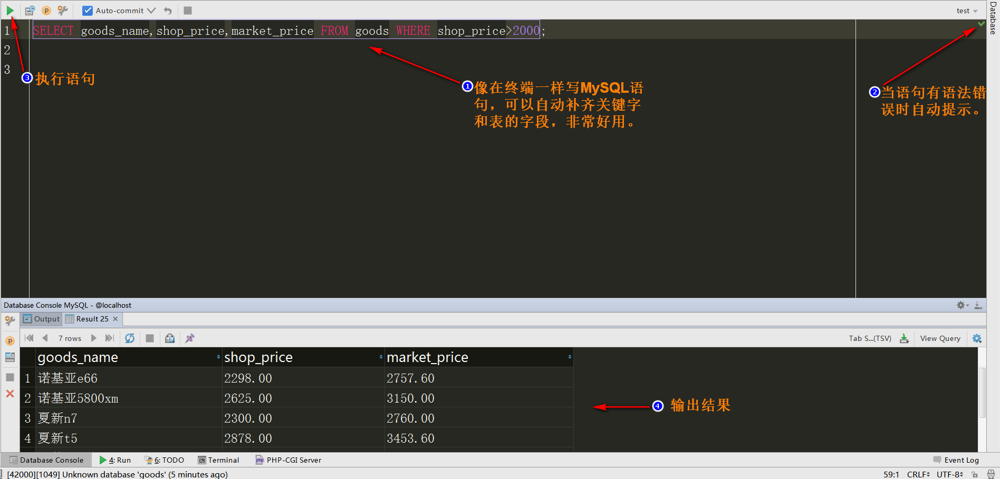 Auto-commit
test
Database
1 SELECT goods_name,shop_price,market_price FROM goods WHERE shop_price>2000;
2
3
③执行语句
①像在终端一样写MySQL语
句，可以自动补齐关键字
和表的字段，非常好用。
②当语句有语法错
误时自动提示。
Database Console MySQL - @localhost
Output Result 25
7 rows Tab S...(TSV) View Query
goods_name shop_price market_price
1 诺基亚e66 2298.00 2757.60
2 诺基亚5800xm 2625.00 3150.00
3 夏新n7 2300.00 2760.00
4 夏新t5 2878.00 3453.60
④ 输出结果
Database Console 4: Run 6: TODO Terminal PHP-CGI Server Event Log
[42000][1049] Unknown database 'goods' (5 minutes ago) 59:1 CRLF UTF-8